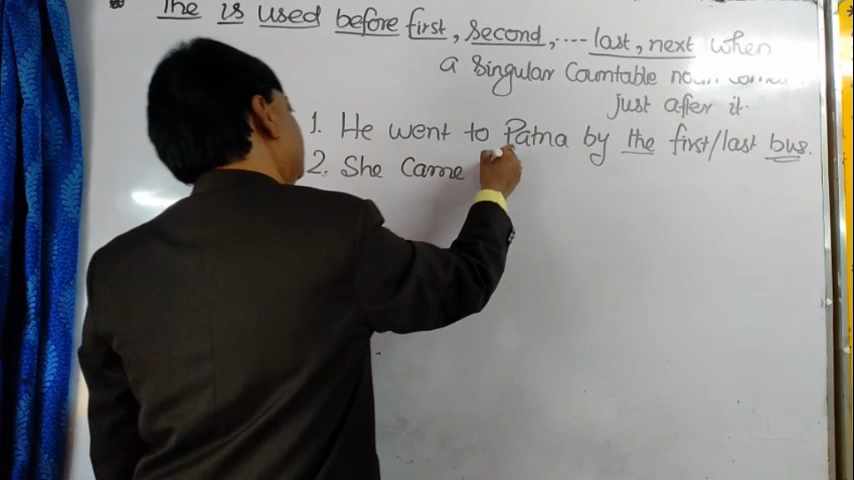 The is used before first, second,---- last, next when
a Singular Countable noun
just after it.
1. He went to Patna by the first/last bus.
2. She Came